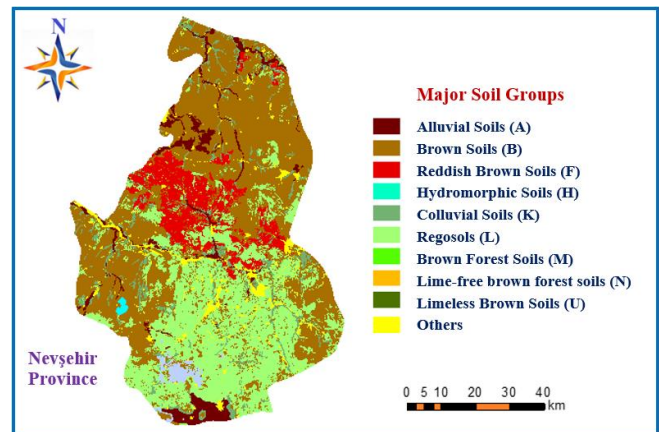 N
Major Soil Groups
Alluvial Soils (A)
Brown Soils (B)
Reddish Brown Soils (F)
Hydromorphic Soils (H)
Colluvial Soils (K)
Regosols (L)
Brown Forest Soils (M)
Lime-free brown forest soils (N)
Limeless Brown Soils (U)
Others
Nevşehir
Province
0 5 10 20 30 40
km